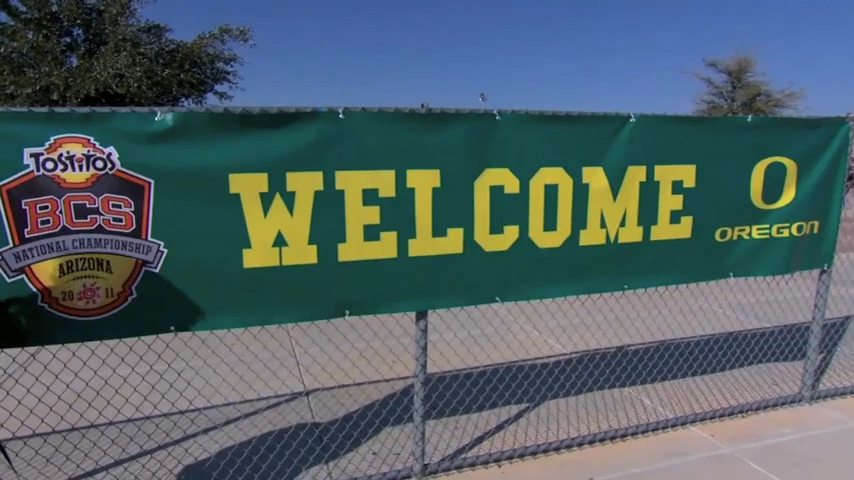 TOSTITOS
BCS
NATIONAL CHAMPIONSHIP
ARIZONA
20 11
WELCOME
O
OREGON